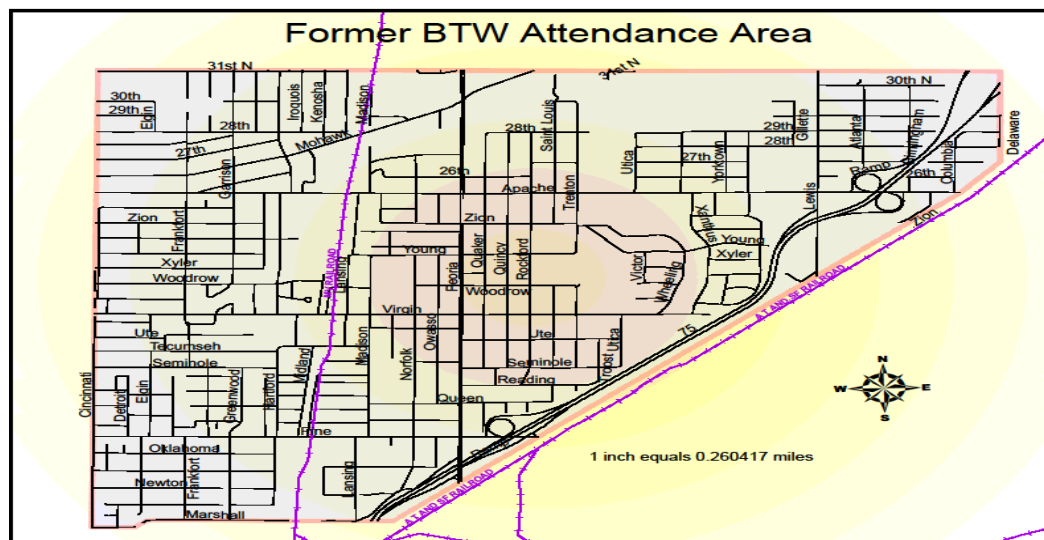 Former BTW Attendance Area
31st N
31st N
30th N
30th
29th
Elgin
28th
27th
Mohawk
Garrison
Iroquois
Kenosha
Madison
26th
28th
Saint Louis
Apache
Trenton
Utica
27th
Yorktown
29th
28th
Gillette
Atlanta
Birmingham
Columbia
Delaware
Ramp
26th
Lewis
Zion
Zion
Frankfort
Xyler
Woodrow
Lansing
Young
Peoria
Zion
Quaker
Quincy
Rockford
Woodrow
Victor
Wheeling
Xanthus
Young
Xyler
A T AND SF RAILROAD
75
Virgin
Ute
Tecumseh
Seminole
Cincinnati
Detroit
Elgin
Greenwood
Hartford
Midland
Madison
Norfolk
Owasso
Ute
Seminole
Reading
Troost
Utica
Queen
Pine
Ramp
Oklahoma
Newton
Frankfort
Marshall
Lansing
A T AND SF RAILROAD
N
W
E
S
1 inch equals 0.260417 miles